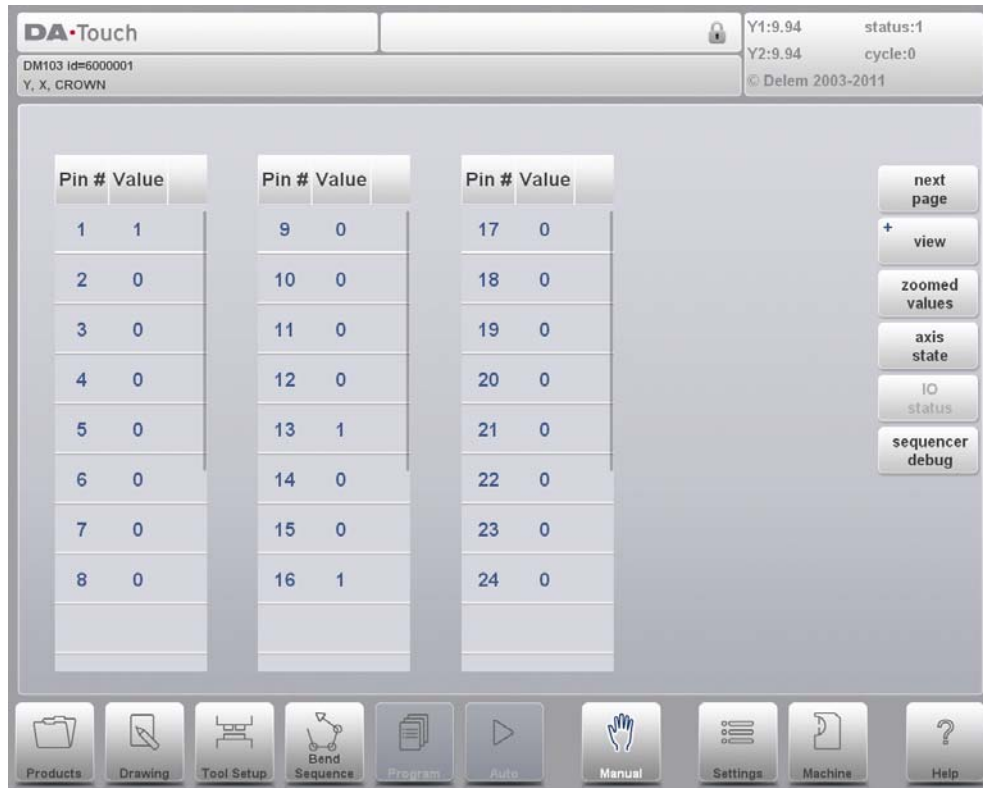 DA•Touch
Y1:9.94 status:1
Y2:9.94 cycle:0
© Delem 2003-2011
DM103 id=6000001
Y, X, CROWN
Pin # Value Pin # Value Pin # Value
1 1 9 0 17 0
2 0 10 0 18 0
3 0 11 0 19 0
4 0 12 0 20 0
5 0 13 1 21 0
6 0 14 0 22 0
7 0 15 0 23 0
8 0 16 1 24 0
next
page
+ view
zoomed
values
axis
state
IO
status
sequencer
debug
Products
Drawing
Tool Setup
Bend
Sequence
Program
Auto
Manual
Settings
Machine
?
Help